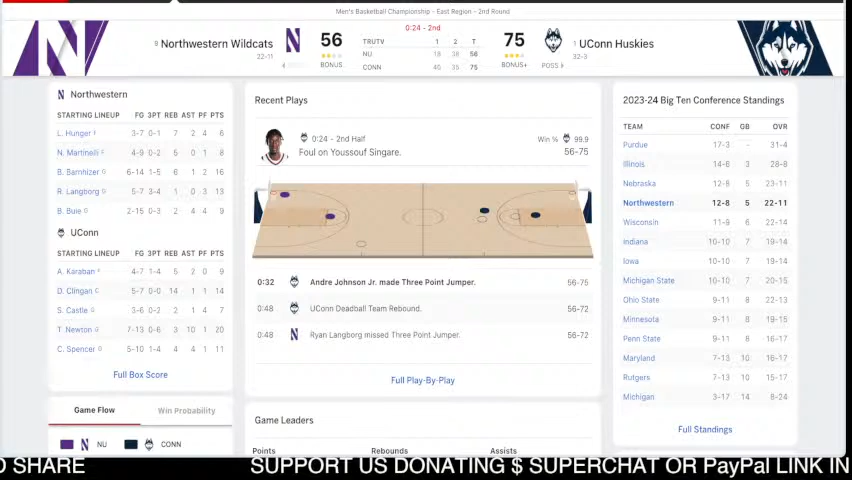 Men's Basketball Championship - East Region - 2nd Round
9 Northwestern Wildcats
22-11
56
BONUS
0:24 - 2nd
TRUTV 1 2 T
NU 18 38 56
CONN 40 35 75
75
BONUS+
POSS
1 UConn Huskies
32-3
Northwestern
STARTING LINEUP FG 3PT REB AST PF PTS
L. Hunger F 3-7 0-1 7 2 4 6
N. Martinelli F 4-9 0-2 5 0 1 8
B. Barnhizer G 6-14 1-5 6 1 2 16
R. Langborg G 5-7 3-4 1 0 3 13
B. Buie G 2-15 0-3 2 4 4 9
UConn
STARTING LINEUP FG 3PT REB AST PF PTS
A. Karaban F 4-7 1-4 5 2 0 9
D. Clingan C 5-7 0-0 14 1 1 14
S. Castle G 3-6 0-2 5 1 4 7
T. Newton G 7-13 0-6 3 10 1 20
C. Spencer G 5-10 1-4 4 4 1 11
Full Box Score
Game Flow
Win Probability
NU
CONN
Recent Plays
0:24 - 2nd Half
Foul on Youssouf Singare.
Win % 99.9
56-75
0:32 Andre Johnson Jr. made Three Point Jumper. 56-75
0:48 UConn Deadball Team Rebound. 56-72
0:48 Ryan Langborg missed Three Point Jumper. 56-72
Full Play-By-Play
Game Leaders
Points Rebounds Assists
2023-24 Big Ten Conference Standings
TEAM CONF GB OVR
Purdue 17-3 - 31-4
Illinois 14-6 3 28-8
Nebraska 12-8 5 23-11
Northwestern 12-8 5 22-11
Wisconsin 11-9 6 22-14
Indiana 10-10 7 19-14
Iowa 10-10 7 19-14
Michigan State 10-10 7 20-15
Ohio State 9-11 8 22-13
Minnesota 9-11 8 19-15
Penn State 9-11 8 16-17
Maryland 7-13 10 16-17
Rutgers 7-13 10 15-17
Michigan 3-17 14 8-24
Full Standings
D SHARE SUPPORT US DONATING $ SUPERCHAT OR PayPal LINK IN